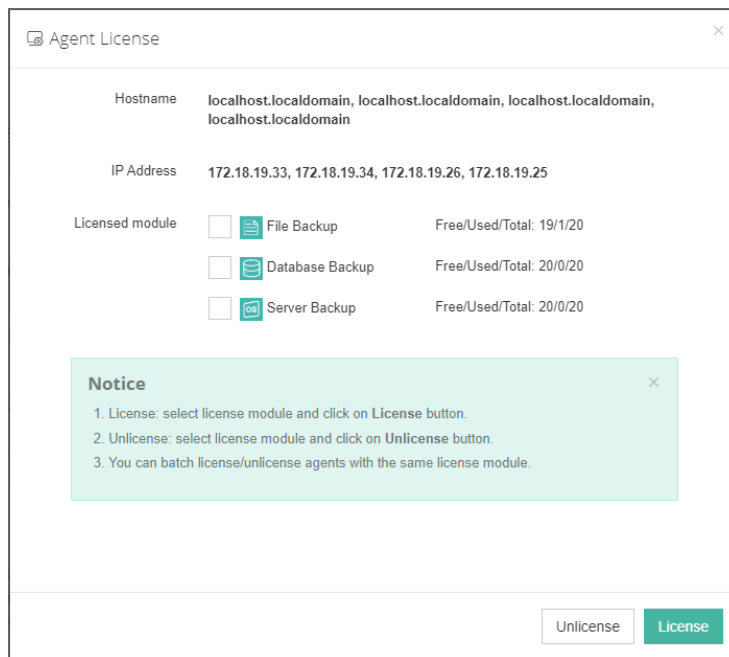 Agent License
Hostname
localhost.localdomain, localhost.localdomain, localhost.localdomain,
localhost.localdomain
IP Address
172.18.19.33, 172.18.19.34, 172.18.19.26, 172.18.19.25
Licensed module
File Backup
Free/Used/Total: 19/1/20
Database Backup
Free/Used/Total: 20/0/20
OS
Server Backup
Free/Used/Total: 20/0/20
Notice
1. License: select license module and click on License button.
2. Unlicense: select license module and click on Unlicense button.
3. You can batch license/unlicense agents with the same license module.
Unlicense
License